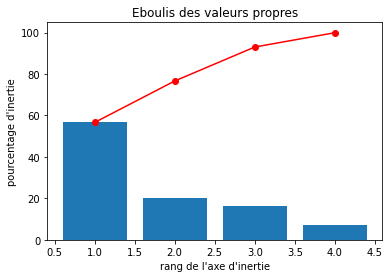 Eboulis des valeurs propres
pourcentage d'inertie
100
80
60
40
20
0
0.5 1.0 1.5 2.0 2.5 3.0 3.5 4.0 4.5
rang de l'axe d'inertie